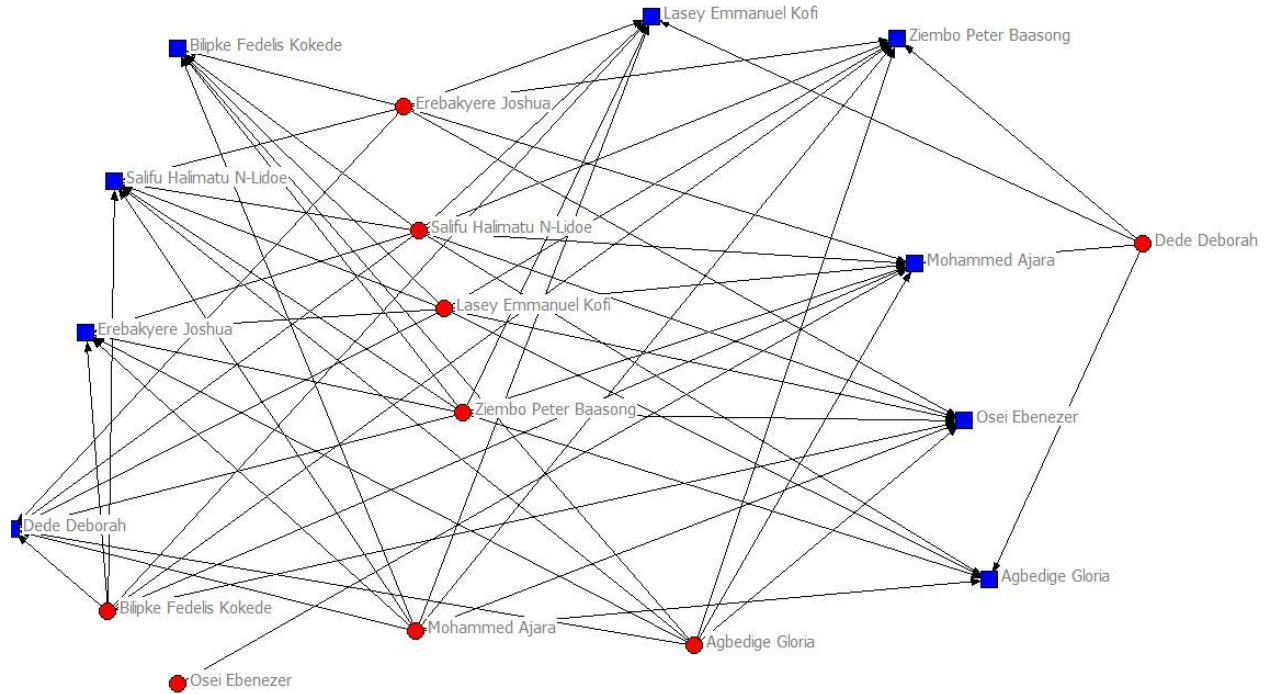 Lasey Emmanuel Kofi
Ziembo Peter Baasong
Bilipke Fedelis Kokede
Erebakyere Joshua
Salifu Halimatu N-Lidoe
Salifu Halimatu N-Lidoe
Dede Deborah
Mohammed Ajara
Lasey Emmanuel Kofi
Erebakyere Joshua
Ziembo Peter Baasong
Osei Ebenezer
Dede Deborah
Agbedige Gloria
Bilipke Fedelis Kokede
Mohammed Ajara
Agbedige Gloria
Osei Ebenezer